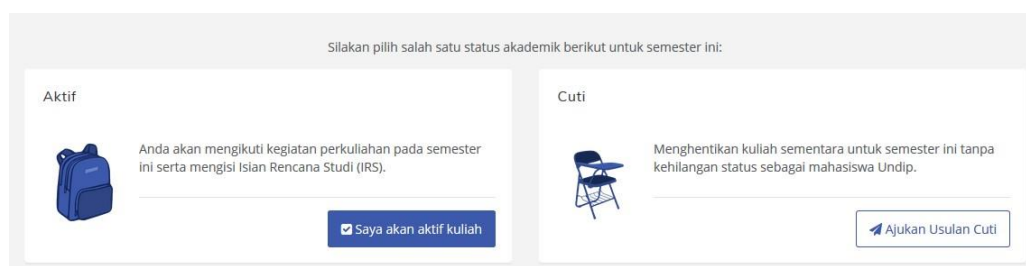 Silakan pilih salah satu status akademik berikut untuk semester ini:
Aktif
Anda akan mengikuti kegiatan perkuliahan pada semester
ini serta mengisi Isian Rencana Studi (IRS).
Saya akan aktif kuliah
Cuti
Menghentikan kuliah sementara untuk semester ini tanpa
kehilangan status sebagai mahasiswa Undip.
Ajukan Usulan Cuti